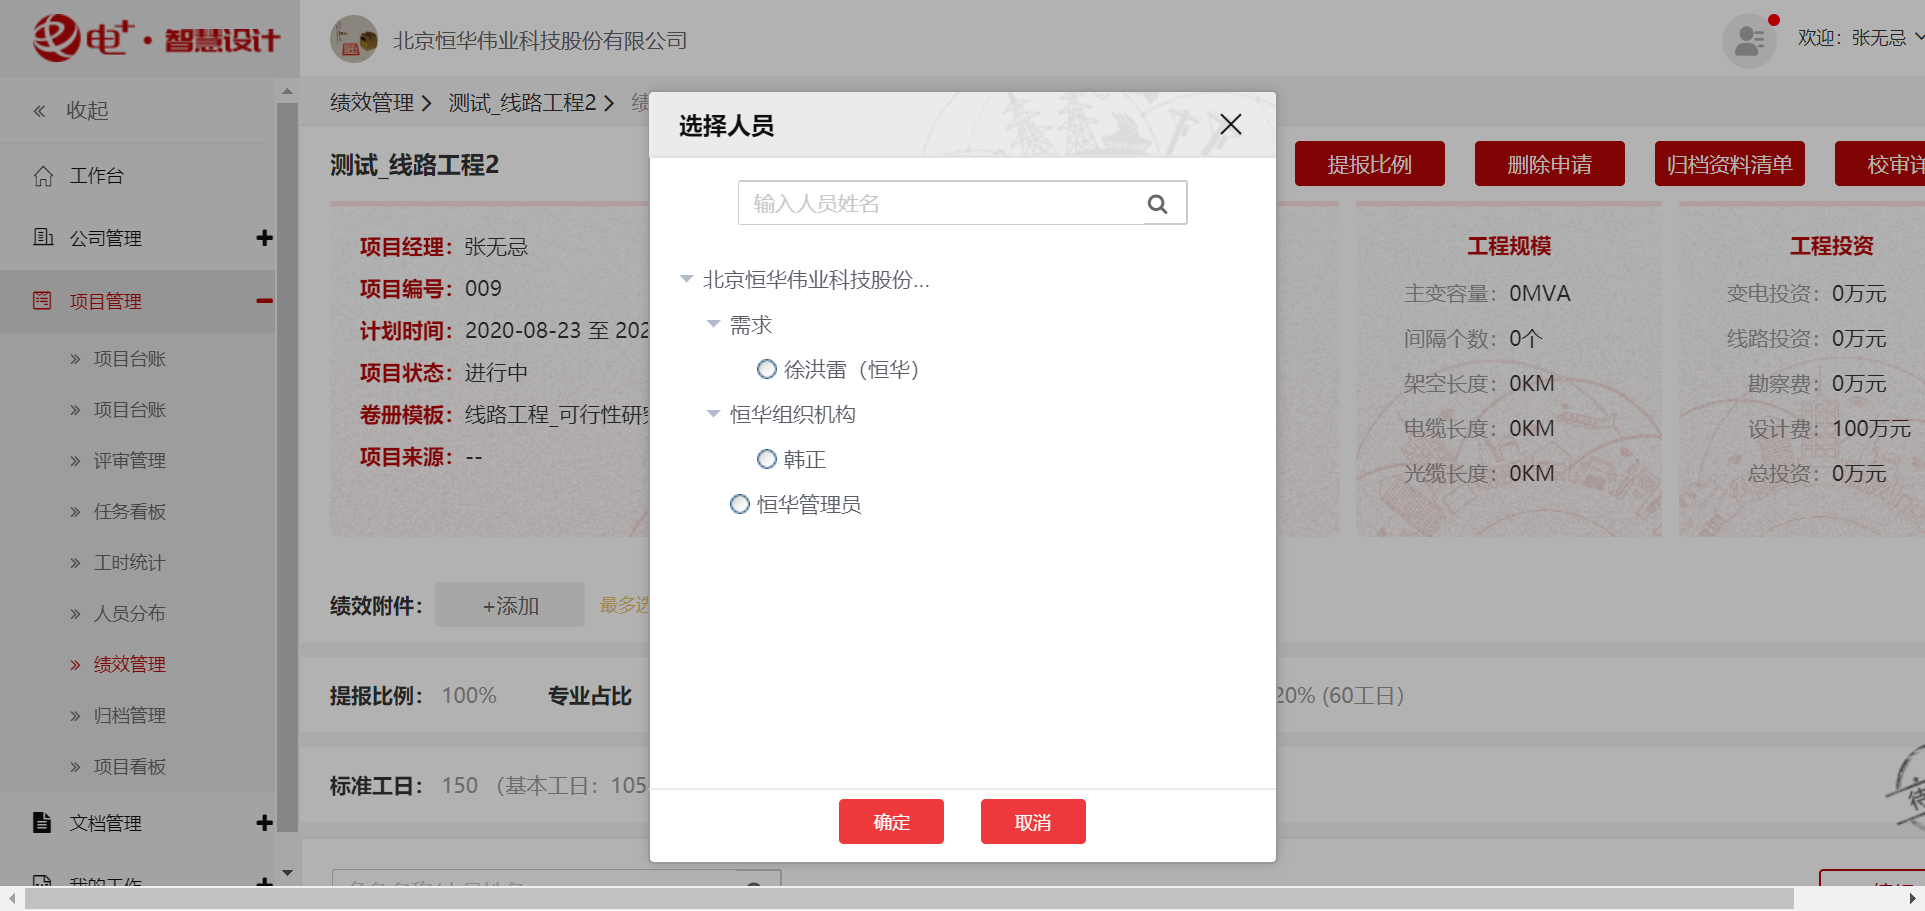 电+·智慧设计
北京恒华伟业科技股份有限公司
欢迎：张无忌
收起
工作台
公司管理
项目管理
项目台账
项目台账
评审管理
任务看板
工时统计
人员分布
绩效管理
归档管理
项目看板
文档管理
我的工作
绩效管理
测试_线路工程2
测试_线路工程2
提报比例
删除申请
归档资料清单
校审详
项目经理：张无忌
项目编号：009
计划时间：2020-08-23 至 202
项目状态：进行中
卷册模板：线路工程_可行性研究
项目来源：--
工程规模
主变容量：0MVA
间隔个数：0个
架空长度：0KM
电缆长度：0KM
光缆长度：0KM
工程投资
变电投资：0万元
线路投资：0万元
勘察费：0万元
设计费：100万元
总投资：0万元
绩效附件：
+添加
最多选
提报比例：100%
专业占比
20% (60工日)
标准工日：150 （基本工日：105
选择人员
输入人员姓名
北京恒华伟业科技股份...
需求
徐洪雷（恒华）
恒华组织机构
韩正
恒华管理员
确定
取消